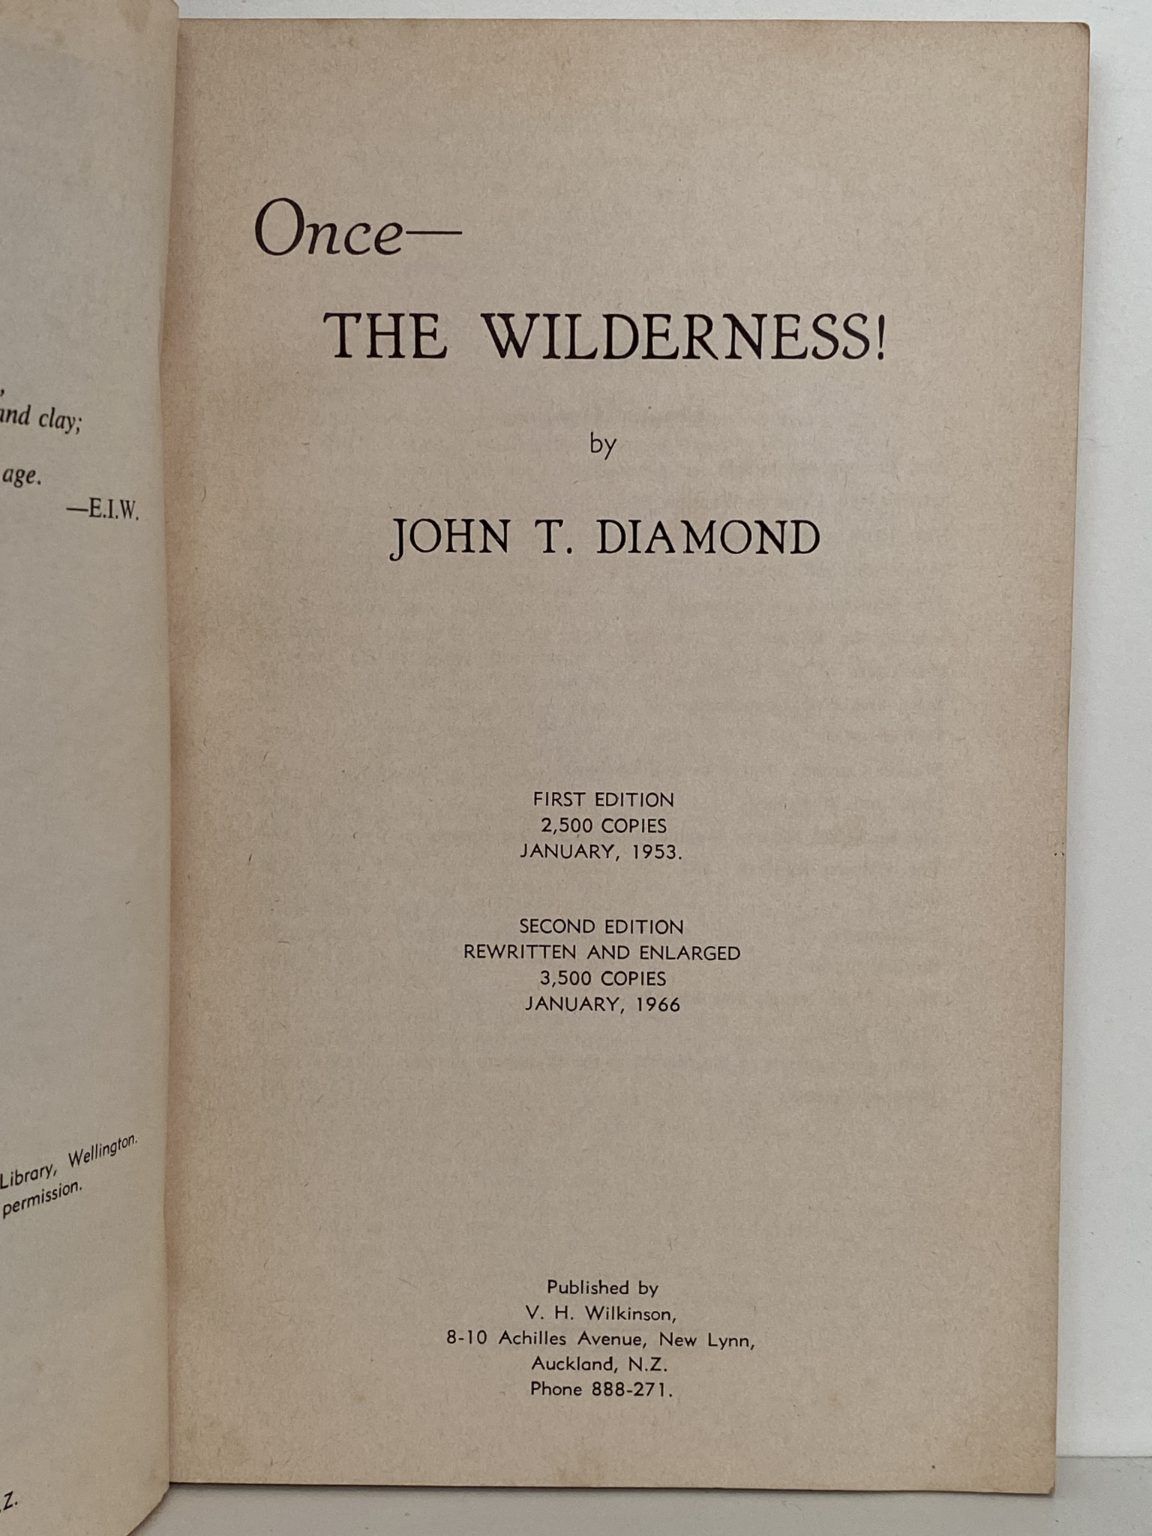 and clay;
age.
—E.I.W.
Library, Wellington.
permission.
Z.
Once—
THE WILDERNESS!
by
JOHN T. DIAMOND
FIRST EDITION
2,500 COPIES
JANUARY, 1953.
SECOND EDITION
REWRITTEN AND ENLARGED
3,500 COPIES
JANUARY, 1966
Published by
V. H. Wilkinson,
8-10 Achilles Avenue, New Lynn,
Auckland, N.Z.
Phone 888-271.